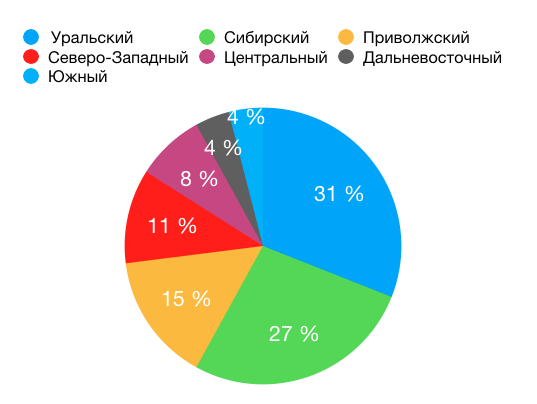 Уральский Сибирский Приволжский
Северо-Западный Центральный Дальневосточный
Южный
4 %
4 %
8 %
31 %
11 %
15 %
27 %